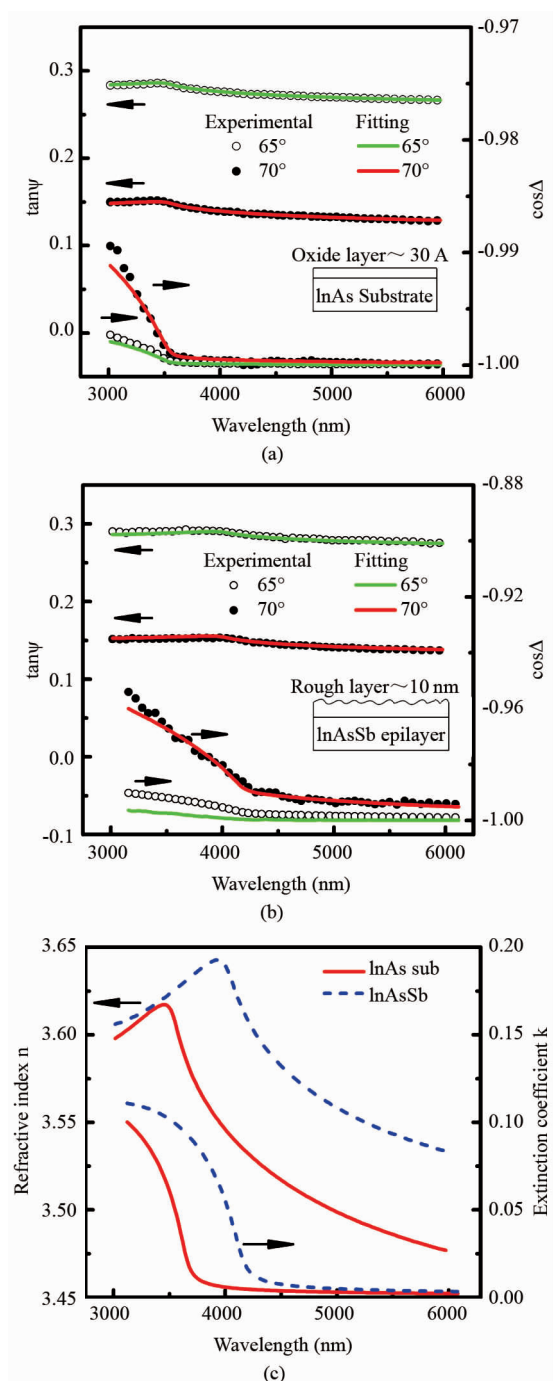 -0.97
0.3
Experimental Fitting
65° 65°
-0.98
0.2
70° 70°
tanψ
cosΔ
0.1
-0.99
Oxide layer~ 30 A
lnAs Substrate
0.0
-1.00
3000 4000 5000 6000
Wavelength (nm)
(a)
-0.88
0.3
Experimental Fitting
65° 65°
-0.92
0.2
70° 70°
tanψ
cosΔ
0.1
Rough layer~10 nm
-0.96
lnAsSb epilayer
0.0
-1.00
-0.1
3000 4000 5000 6000
Wavelength (nm)
(b)
3.65 0.20
lnAs sub
lnAsSb
3.60 0.15
Refractive index n
Extinction coefficient k
3.55 0.10
3.50 0.05
3.45 0.00
3000 4000 5000 6000
Wavelength (nm)
(c)